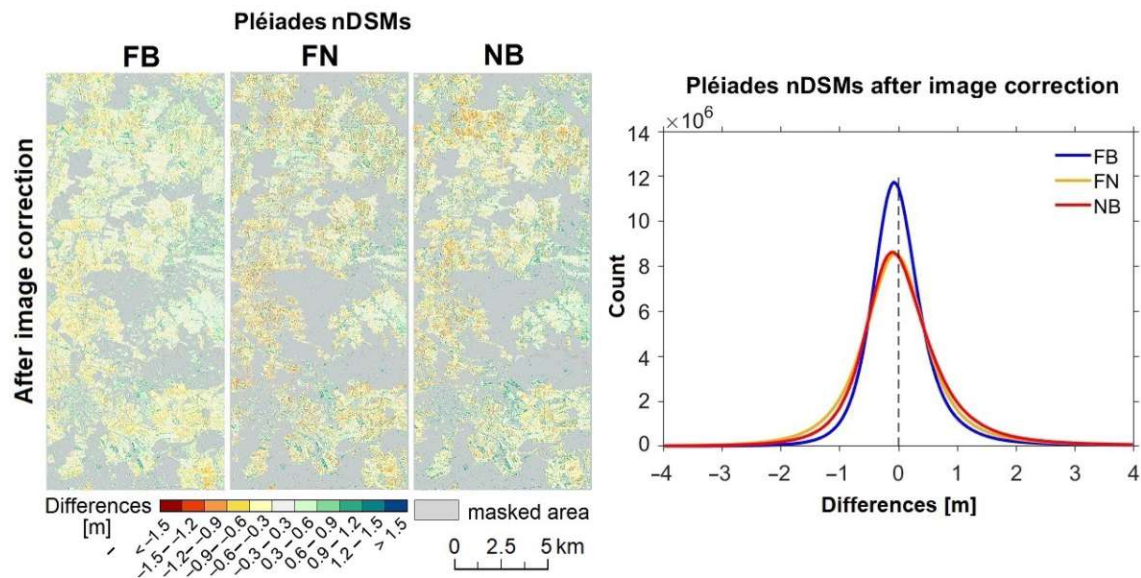 Pléiades nDSMs
FB FN NB
After image correction
Differences
[m]
–
< –1.5
–1.5– –1.2
–1.2– –0.9
–0.9– –0.6
–0.6– –0.3
–0.3 – 0.3
0.3 – 0.6
0.6 – 0.9
0.9 – 1.2
1.2 – 1.5
> 1.5
masked area
0 2 5 km
Pléiades nDSMs after image correction
×10⁶
14
12
10
8
6
4
2
0
Count
FB
FN
NB
–4 –3 –2 –1 0 1 2 3 4
Differences [m]